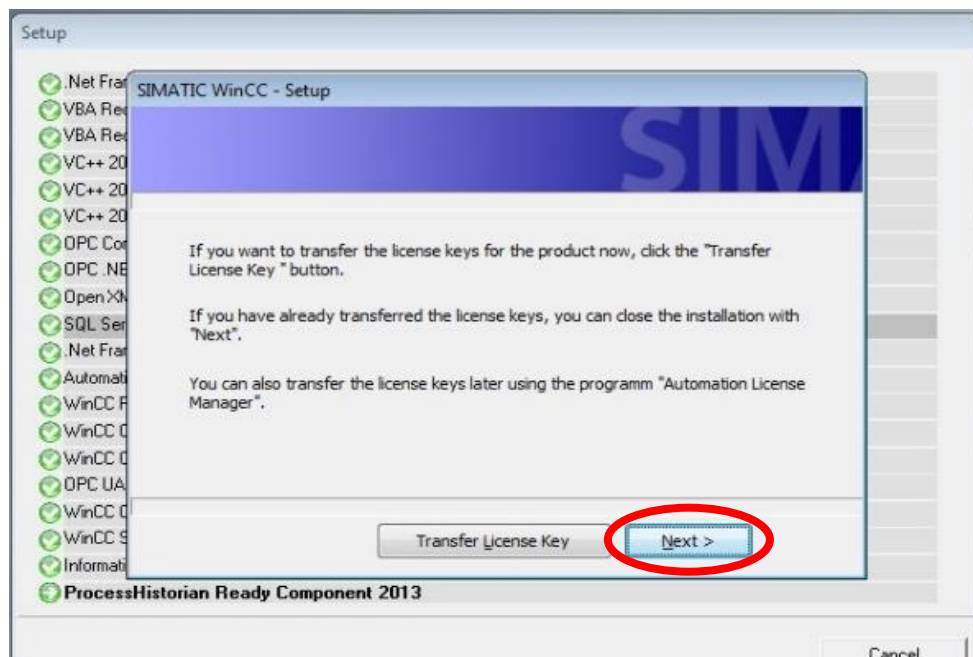 Setup
.Net Fra
SIMATIC WinCC - Setup
VBA Re
VBA Re
SIM
VC++ 20
VC++ 20
VC++ 20
OPC Co
If you want to transfer the license keys for the product now, click the "Transfer
OPC .NE
License Key " button.
Open
If you have already transferred the license keys, you can close the installation with
SQL Ser
"Next".
.Net Fra
Automati
You can also transfer the license keys later using the programm "Automation License
WinCC
Manager".
WinCC
WinCC
OPC UA
WinCC
WinCC S
Transfer License Key
Next >
Informati
ProcessHistorian Ready Component 2013
Cancel